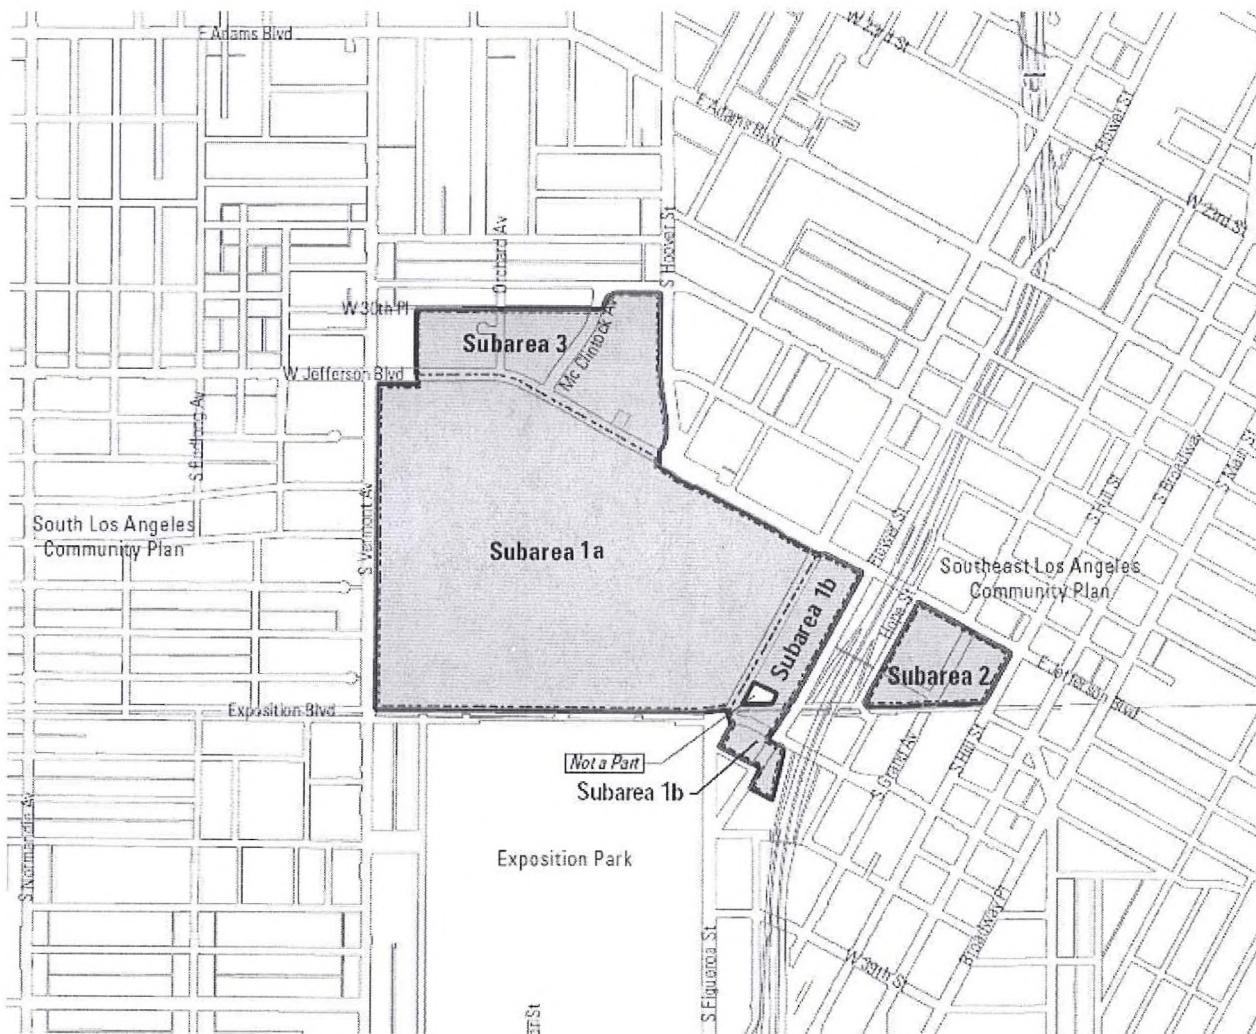 E Adams Blvd
W 23rd St
E Adams Blvd
S Flower St
W 23rd St
Orchard Av
S Hoover St
W 30th Pl
Subarea 3
Mc Clintock Av
W Jefferson Blvd
S Budlong Av
S Vermont Av
South Los Angeles
Community Plan
Subarea 1a
S Hill St
S Broadway
S Main St
Flower St
Hope St
Southeast Los Angeles
Community Plan
Subarea 1b
Subarea 2
E Jefferson Blvd
Exposition Blvd
Not a Part
Subarea 1b
S Grand Av
S Hill St
S Normandie Av
Exposition Park
S Figueroa St
Broadway Pl
W 39th St